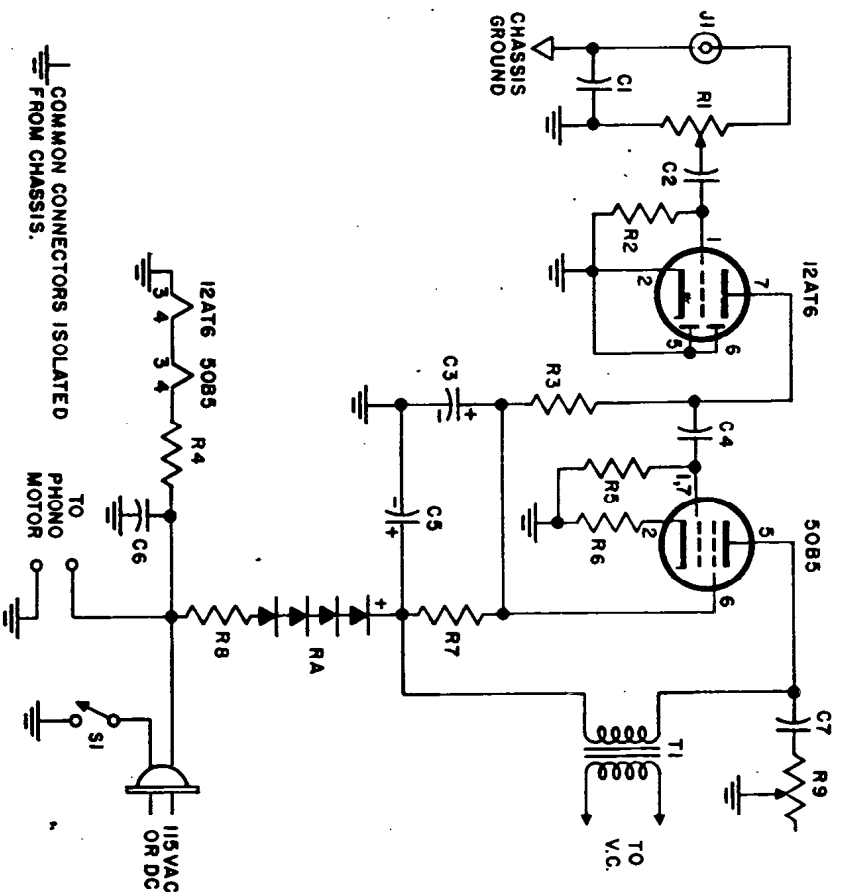 J1
CHASSIS
GROUND
C1
R1
C2
R2
1
2
12AT6
7
5
6
C3
+
-
R3
C4
1,7
R5
R6
2
50B5
5
6
C5
-
+
R7
+
RA
R8
C7
R9
T1
TO
V.C.
12AT6
3
4
50B5
3
4
R4
C6
TO
PHONO
MOTOR
S1
115 VAC
OR DC
COMMON CONNECTORS ISOLATED
FROM CHASSIS.